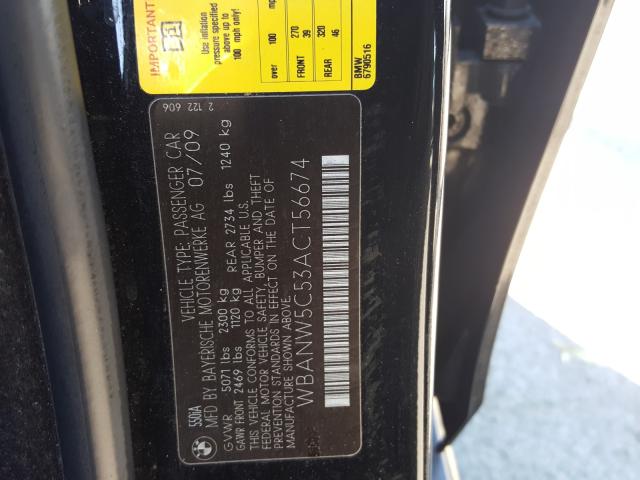 IMPORTANT
Use inflation
pressure specified
above up to
100 mph only!
over 100 mp
FRONT 270 39
REAR 320 46
BMW
6790516
2 122 606
550iA
VEHICLE TYPE: PASSENGER CAR
MFD BY BAYERISCHE MOTORENWERKE AG 07/09
GVWR 5071 lbs 2300 kg
GAWR FRONT 2469 lbs 1120 kg REAR 2734 lbs 1240 kg
THIS VEHICLE CONFORMS TO ALL APPLICABLE U.S.
FEDERAL MOTOR VEHICLE SAFETY, BUMPER, AND THEFT
PREVENTION STANDARDS IN EFFECT ON THE DATE OF
MANUFACTURE SHOWN ABOVE.
WBANW5C53ACT56674